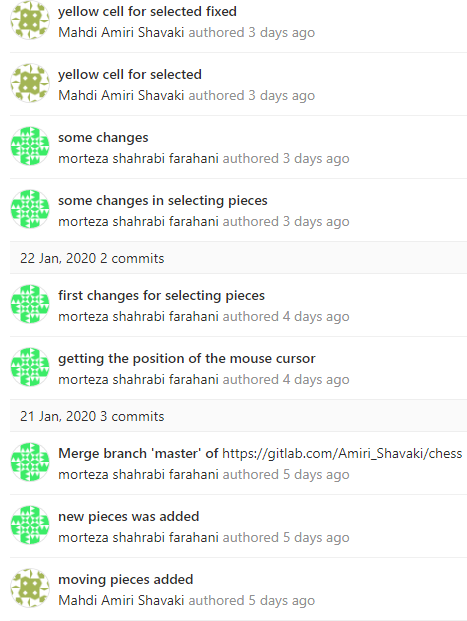 yellow cell for selected fixed
Mahdi Amiri Shavaki authored 3 days ago
yellow cell for selected
Mahdi Amiri Shavaki authored 3 days ago
some changes
morteza shahrabi farahani authored 3 days ago
some changes in selecting pieces
morteza shahrabi farahani authored 3 days ago
22 Jan, 2020 2 commits
first changes for selecting pieces
morteza shahrabi farahani authored 4 days ago
getting the position of the mouse cursor
morteza shahrabi farahani authored 4 days ago
21 Jan, 2020 3 commits
Merge branch 'master' of https://gitlab.com/Amiri_Shavaki/chess
morteza shahrabi farahani authored 5 days ago
new pieces was added
morteza shahrabi farahani authored 5 days ago
moving pieces added
Mahdi Amiri Shavaki authored 5 days ago